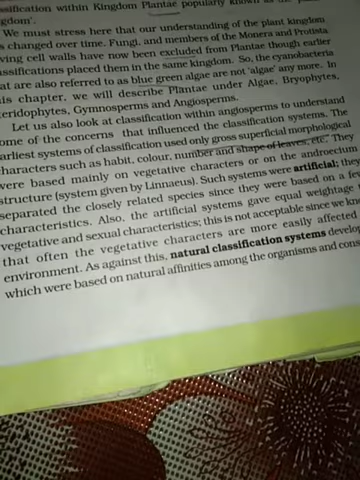 ssification within Kingdom Plantae popularly known as the
gdom'.
We must stress here that our understanding of the plant kingdom
s changed over time. Fungi, and members of the Monera and Protista
ving cell walls have now been excluded from Plantae though earlier
assifications placed them in the same kingdom. So, the cyanobacteria
at are also referred to as blue green algae are not 'algae' any more. In
is chapter, we will describe Plantae under Algae, Bryophytes,
eridophytes, Gymnosperms and Angiosperms.
Let us also look at classification within angiosperms to understand
ome of the concerns that influenced the classification systems. The
arliest systems of classification used only gross superficial morphological
haracters such as habit, colour, number and shape of leaves, etc. They
were based mainly on vegetative characters or on the androecium
structure (system given by Linnaeus). Such systems were artificial; they
separated the closely related species since they were based on a few
characteristics. Also, the artificial systems gave equal weightage
vegetative and sexual characteristics; this is not acceptable since we kno
that often the vegetative characters are more easily affected
environment. As against this, natural classification systems develop
which were based on natural affinities among the organisms and cons